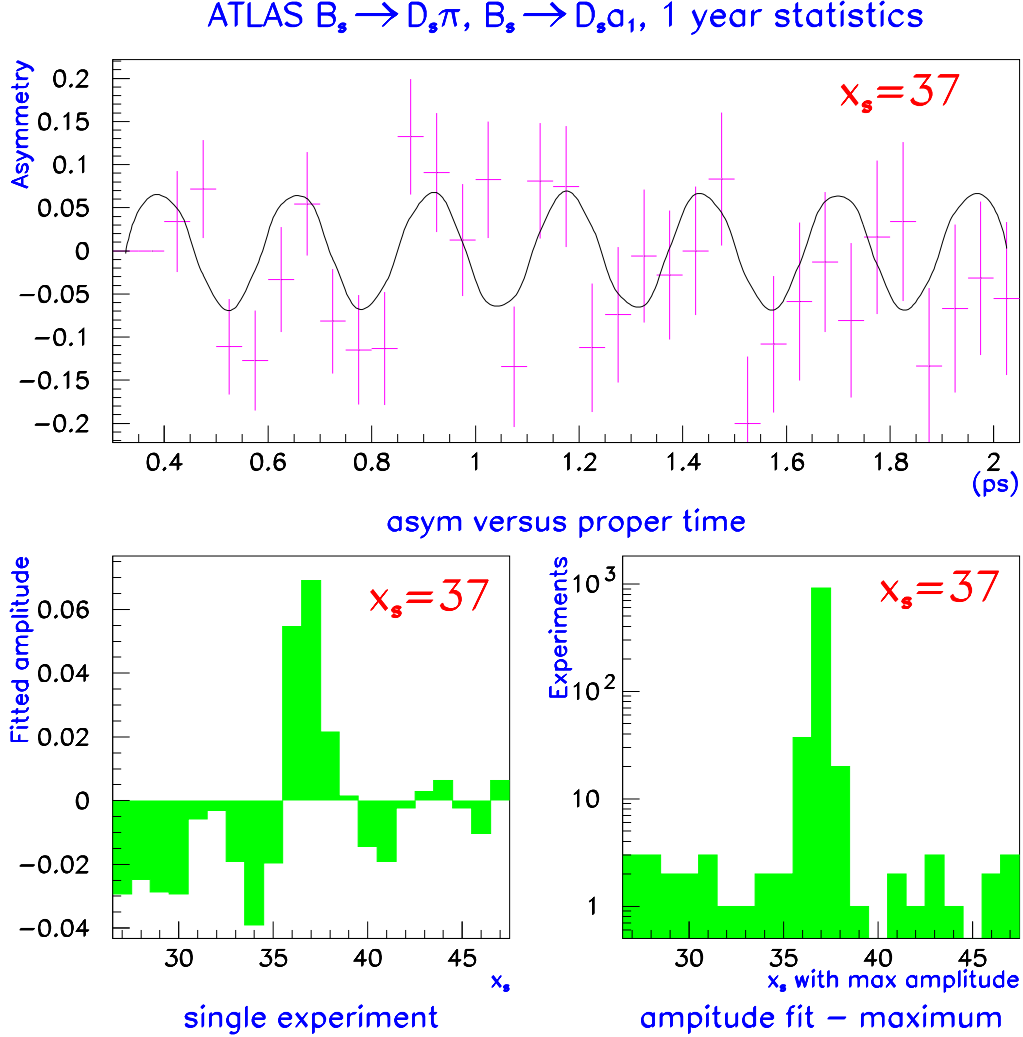 ATLAS Bₛ → Dₛπ, Bₛ → Dₛa₁, 1 year statistics
Asymmetry
xₛ=37
0.2
0.15
0.1
0.05
0
−0.05
−0.1
−0.15
−0.2
0.4 0.6 0.8 1 1.2 1.4 1.6 1.8 2
(ps)
asym versus proper time
Fitted amplitude
xₛ=37
0.06
0.04
0.02
0
−0.02
−0.04
30 35 40 45
xₛ
single experiment
Experiments
xₛ=37
10³
10²
10
1
30 35 40 45
xₛ with max amplitude
ampitude fit − maximum